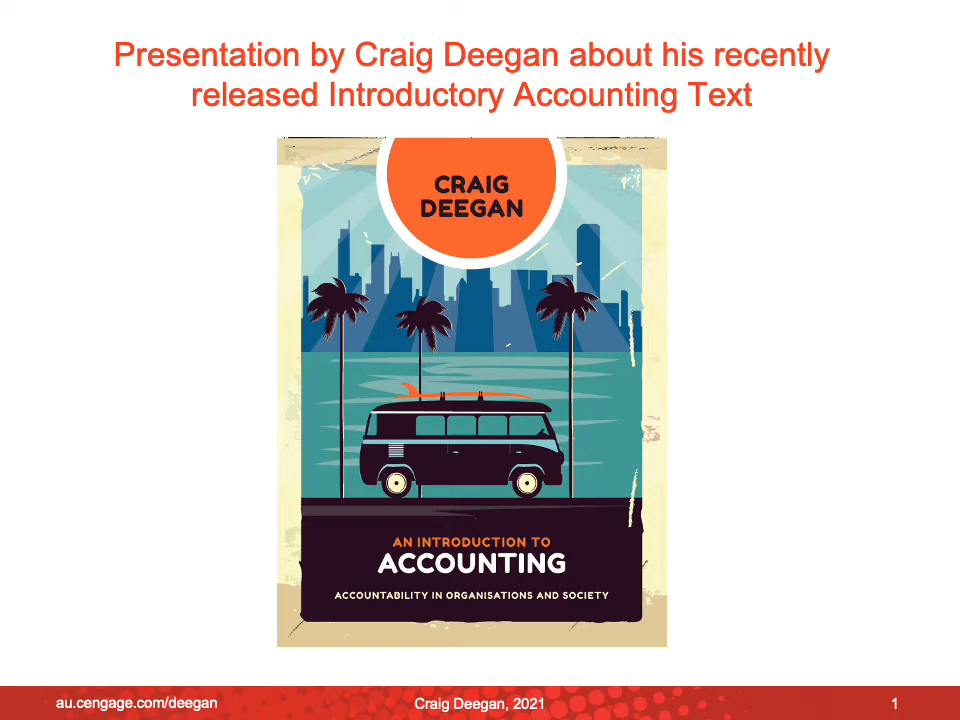 Presentation by Craig Deegan about his recently
released Introductory Accounting Text
CRAIG
DEEGAN
AN INTRODUCTION TO
ACCOUNTING
ACCOUNTABILITY IN ORGANISATIONS AND SOCIETY
au.cengage.com/deegan
Craig Deegan, 2021
1